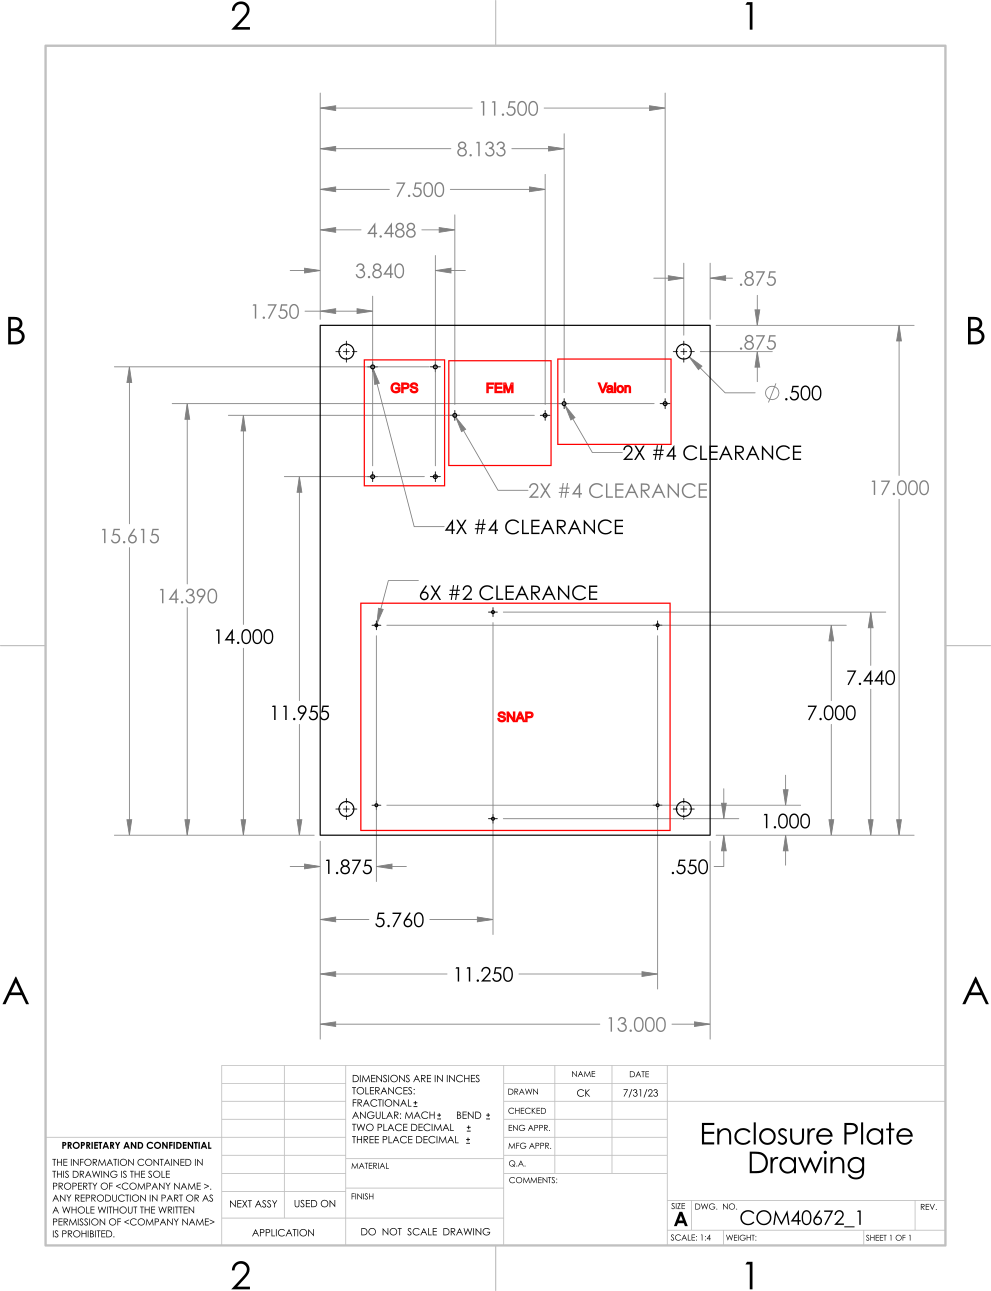 2
1
11.500
8.133
7.500
4.488
3.840
.875
1.750
B
B
.875
GPS
FEM
Valon
Ø .500
2X #4 CLEARANCE
2X #4 CLEARANCE
17.000
4X #4 CLEARANCE
15.615
14.390
6X #2 CLEARANCE
14.000
7.440
11.955
7.000
SNAP
1.000
1.875
.550
5.760
11.250
A
A
13.000
DIMENSIONS ARE IN INCHES
TOLERANCES:
FRACTIONAL ±
ANGULAR: MACH ± BEND ±
TWO PLACE DECIMAL ±
THREE PLACE DECIMAL ±
MATERIAL
FINISH
DO NOT SCALE DRAWING
NAME DATE
DRAWN CK 7/31/23
CHECKED
ENG APPR.
MFG APPR.
Q.A.
COMMENTS:
PROPRIETARY AND CONFIDENTIAL
THE INFORMATION CONTAINED IN
THIS DRAWING IS THE SOLE
PROPERTY OF <COMPANY NAME >.
ANY REPRODUCTION IN PART OR AS
A WHOLE WITHOUT THE WRITTEN
PERMISSION OF <COMPANY NAME>
IS PROHIBITED.
NEXT ASSY USED ON
APPLICATION
Enclosure Plate
Drawing
SIZE DWG. NO. REV.
A COM40672_1
SCALE: 1:4 WEIGHT: SHEET 1 OF 1
2
1